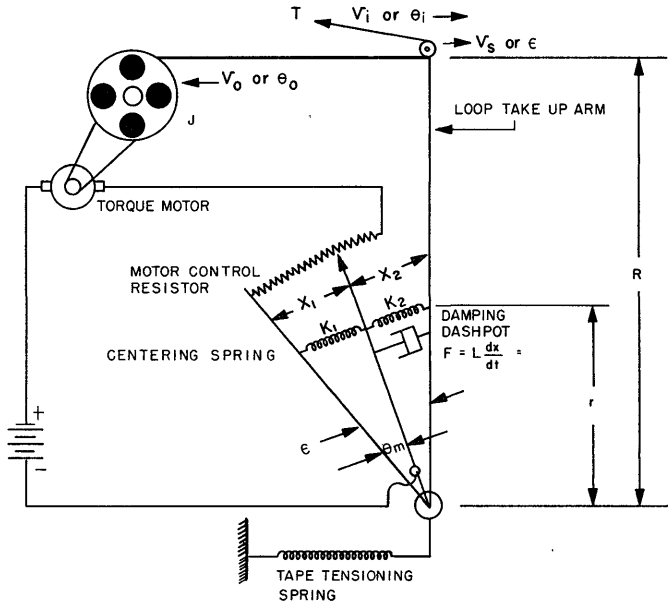 T
Vi or θi
Vs or ϵ
Vo or θo
J
LOOP TAKE UP ARM
TORQUE MOTOR
MOTOR CONTROL
RESISTOR
X1
X2
R
K1
K2
DAMPING
DASHPOT
F = L dx/dt =
CENTERING SPRING
r
ϵ
θm
+
−
TAPE TENSIONING
SPRING